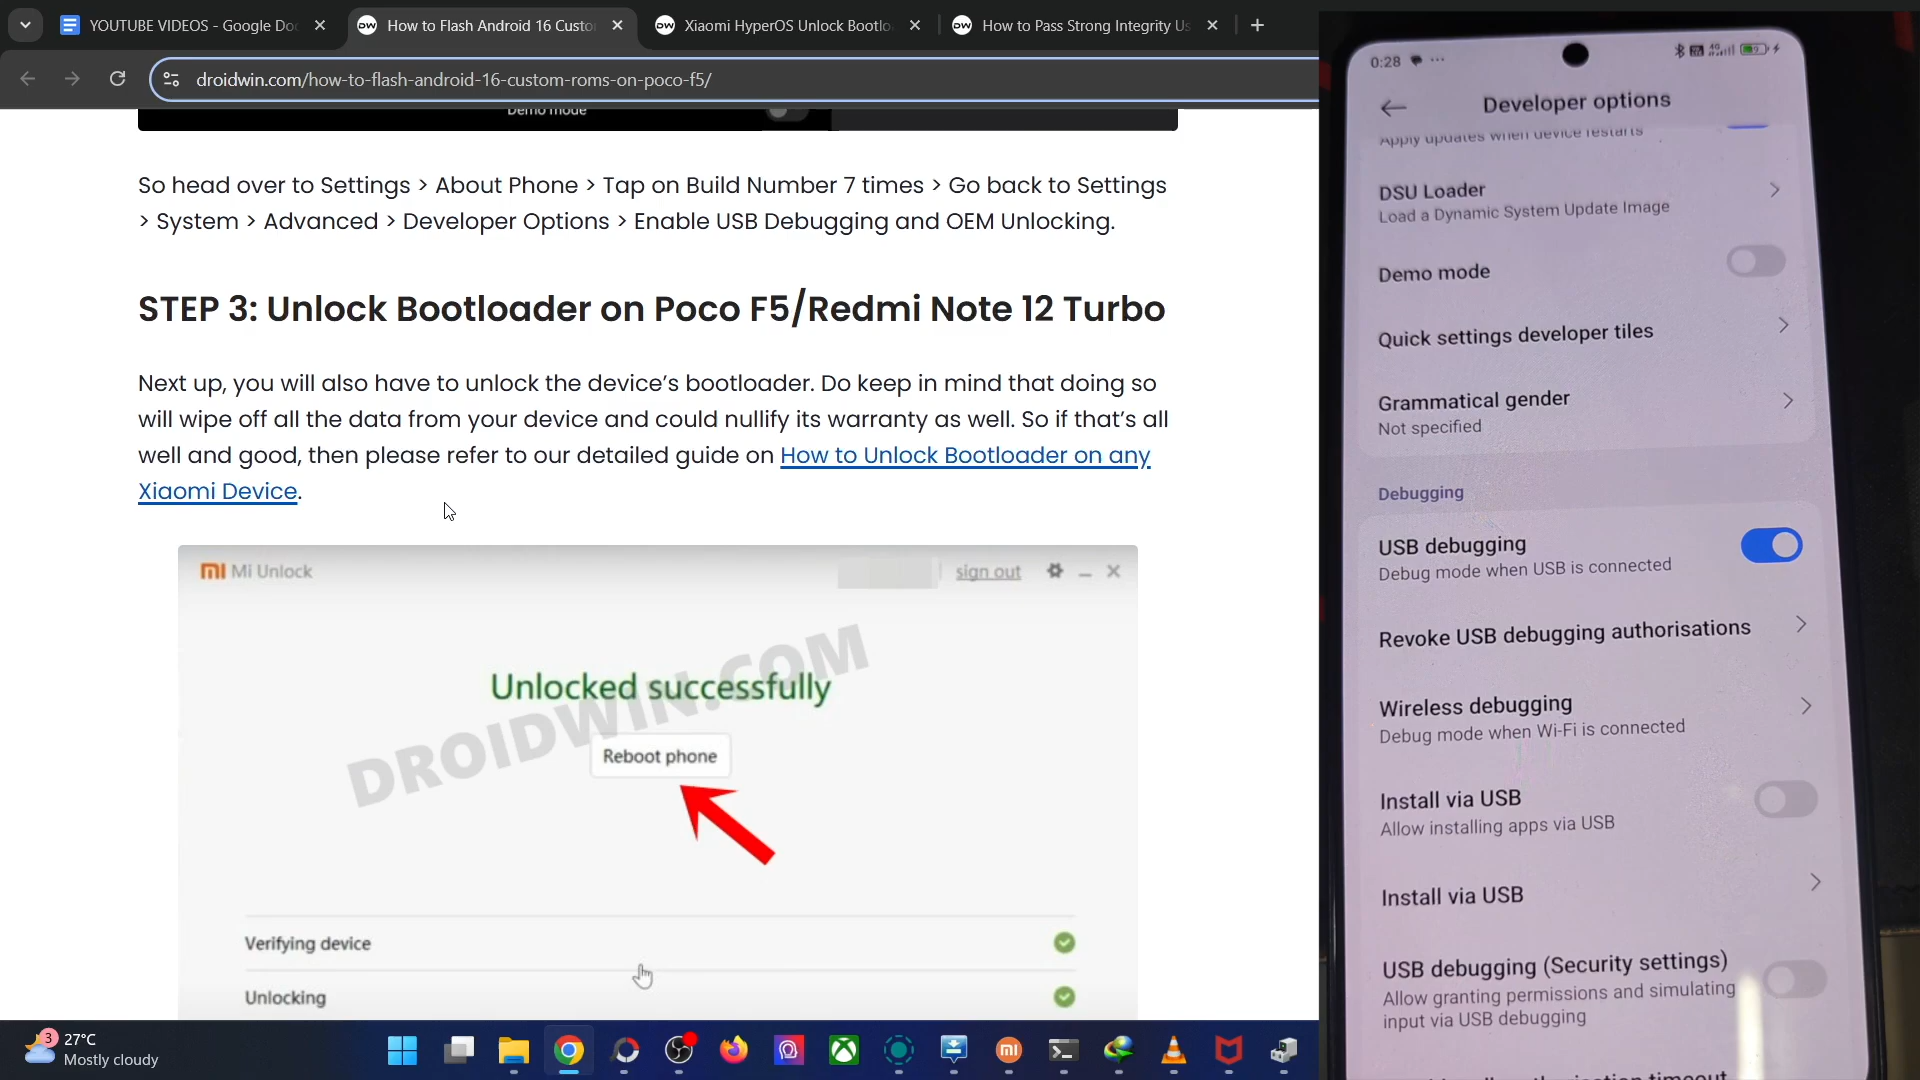 YOUTUBE VIDEOS - Google Do
How to Flash Android 16 Custo
Xiaomi HyperOS Unlock Bootlo
How to Pass Strong Integrity Us
droidwin.com/how-to-flash-android-16-custom-roms-on-poco-f5/
Demo mode
So head over to Settings > About Phone > Tap on Build Number 7 times > Go back to Settings
> System > Advanced > Developer Options > Enable USB Debugging and OEM Unlocking.
STEP 3: Unlock Bootloader on Poco F5/Redmi Note 12 Turbo
Next up, you will also have to unlock the device’s bootloader. Do keep in mind that doing so
will wipe off all the data from your device and could nullify its warranty as well. So if that’s all
well and good, then please refer to our detailed guide on How to Unlock Bootloader on any
Xiaomi Device.
Mi Unlock
sign out
Unlocked successfully
DROIDWIN.COM
Reboot phone
Verifying device
Unlocking
3
27°C
Mostly cloudy
0:28
Developer options
Apply updates when device restarts
DSU Loader
Load a Dynamic System Update Image
Demo mode
Quick settings developer tiles
Grammatical gender
Not specified
Debugging
USB debugging
Debug mode when USB is connected
Revoke USB debugging authorisations
Wireless debugging
Debug mode when Wi-Fi is connected
Install via USB
Allow installing apps via USB
Install via USB
USB debugging (Security settings)
Allow granting permissions and simulating
input via USB debugging